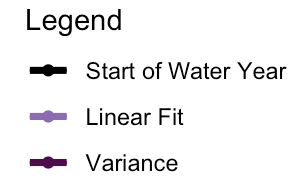 Legend
Start of Water Year
Linear Fit
Variance